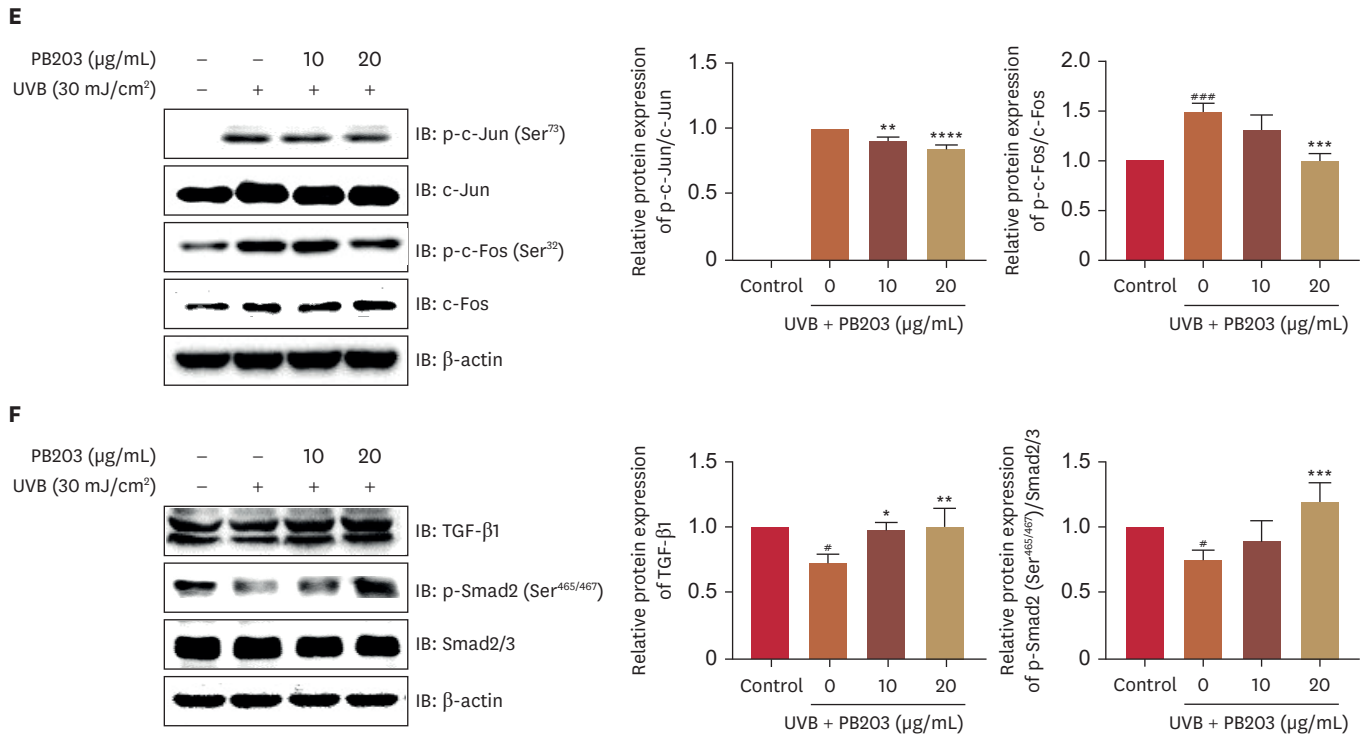 E
PB203 (µg/mL) – – 10 20
UVB (30 mJ/cm²) – + + +
IB: p-c-Jun (Ser⁷³)
IB: c-Jun
IB: p-c-Fos (Ser³²)
IB: c-Fos
IB: β-actin
Relative protein expression
of p-c-Jun/c-Jun
1.5
1.0
0.5
0
** ****
Control 0 10 20
UVB + PB203 (µg/mL)
Relative protein expression
of p-c-Fos/c-Fos
2.0
1.5
1.0
0.5
0
### ***
Control 0 10 20
UVB + PB203 (µg/mL)
F
PB203 (µg/mL) – – 10 20
UVB (30 mJ/cm²) – + + +
IB: TGF-β1
IB: p-Smad2 (Ser⁴⁶⁵/⁴⁶⁷)
IB: Smad2/3
IB: β-actin
Relative protein expression
of TGF-β1
1.5
1.0
0.5
0
# * **
Control 0 10 20
UVB + PB203 (µg/mL)
Relative protein expression
of p-Smad2 (Ser⁴⁶⁵/⁴⁶⁷)/Smad2/3
1.5
1.0
0.5
0
# ***
Control 0 10 20
UVB + PB203 (µg/mL)